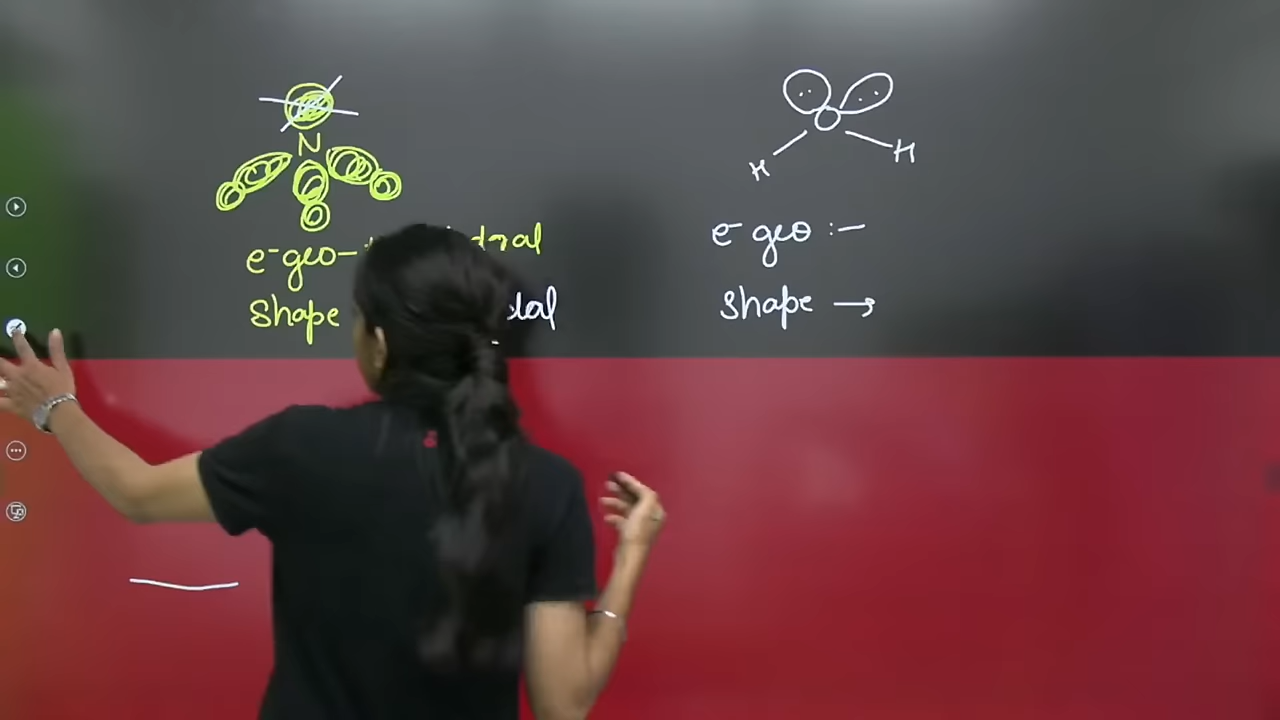 N
e⁻geo-
Shape
O
H H
e⁻ geo :-
shape →